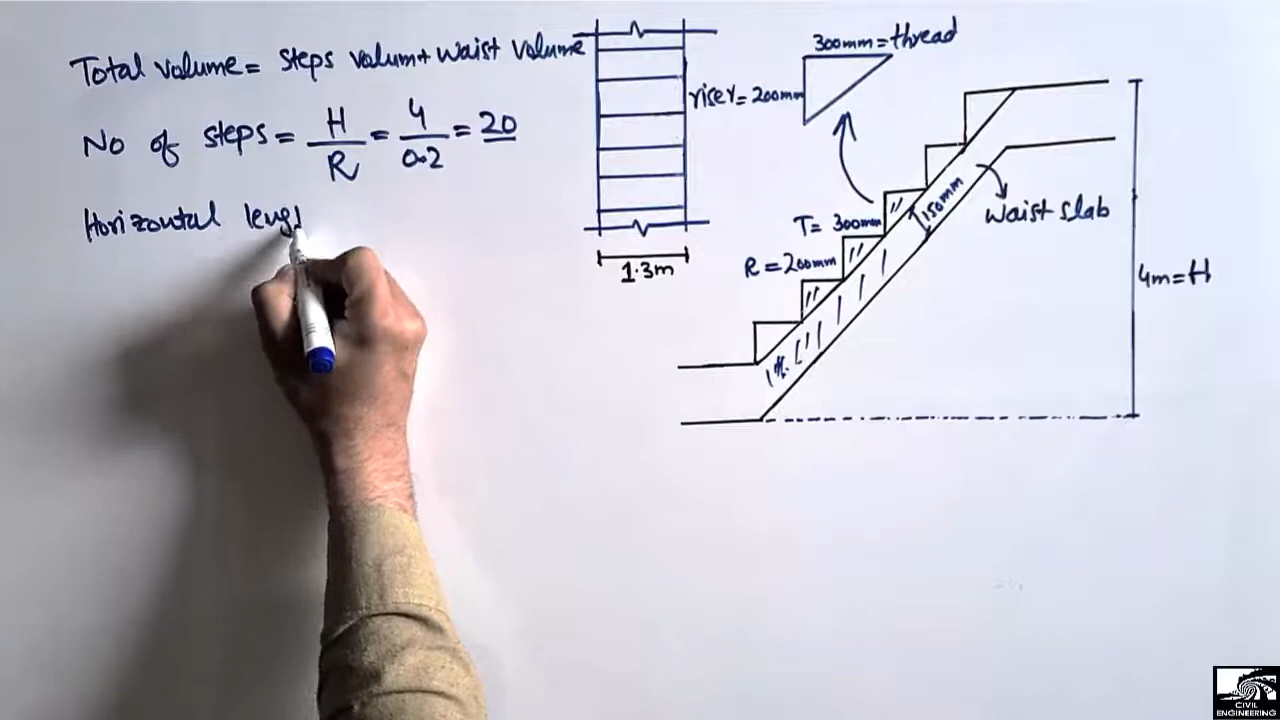 Total volume = steps volum+ waist volume
No of steps = H/R = 4/0.2 = 20
Horizontal lengt
1.3m
300mm=thread
riser=200mm
T= 300mm
R=200mm
150mm
waist slab
4m=H
CIVIL
ENGINEERING